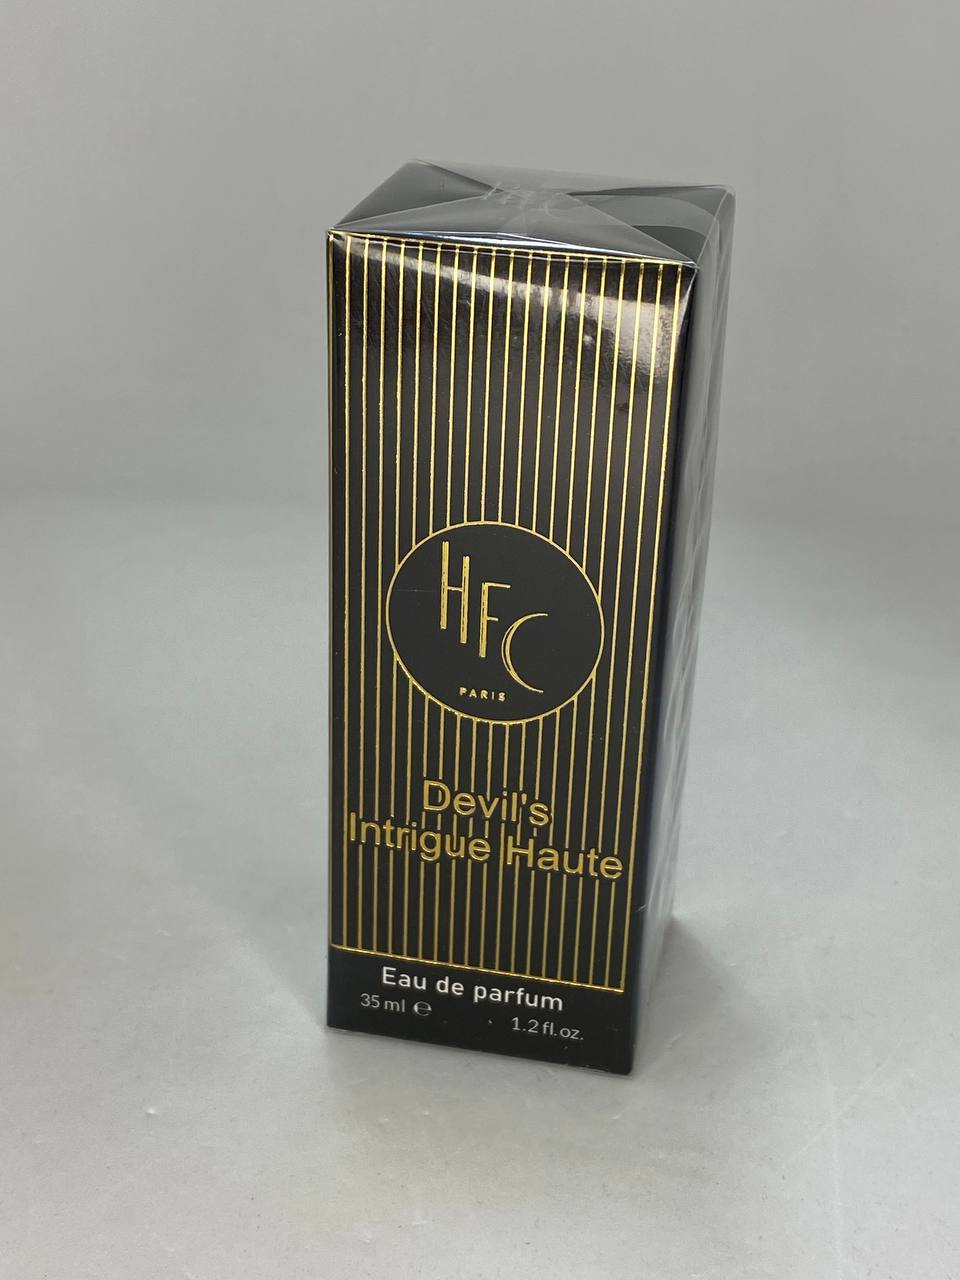 HFC
PARIS
Devil's
Intrigue Haute
Eau de parfum
35 ml ℮
1.2 fl.oz.